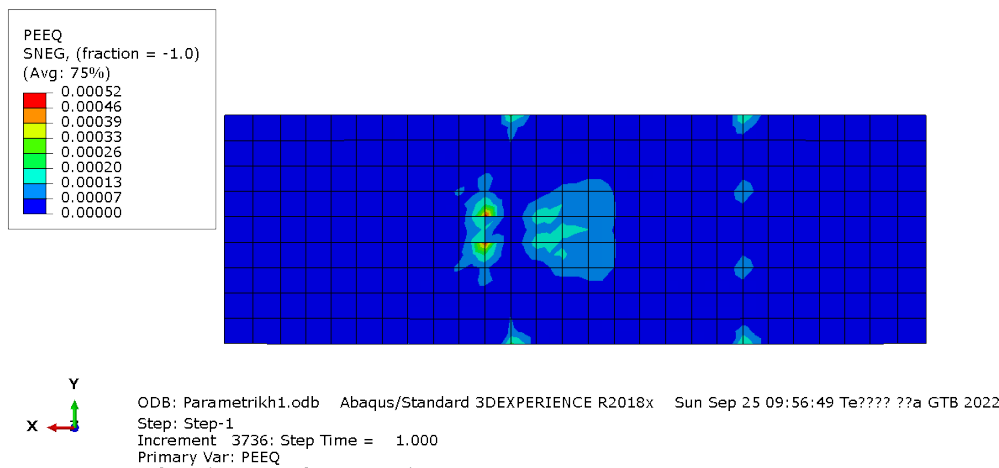 PEEQ
SNEG, (fraction = -1.0)
(Avg: 75%)
0.00052
0.00046
0.00039
0.00033
0.00026
0.00020
0.00013
0.00007
0.00000
Y
X
ODB: Parametrikh1.odb Abaqus/Standard 3DEXPERIENCE R2018x Sun Sep 25 09:56:49 Te???? ??a GTB 2022
Step: Step-1
Increment 3736: Step Time = 1.000
Primary Var: PEEQ